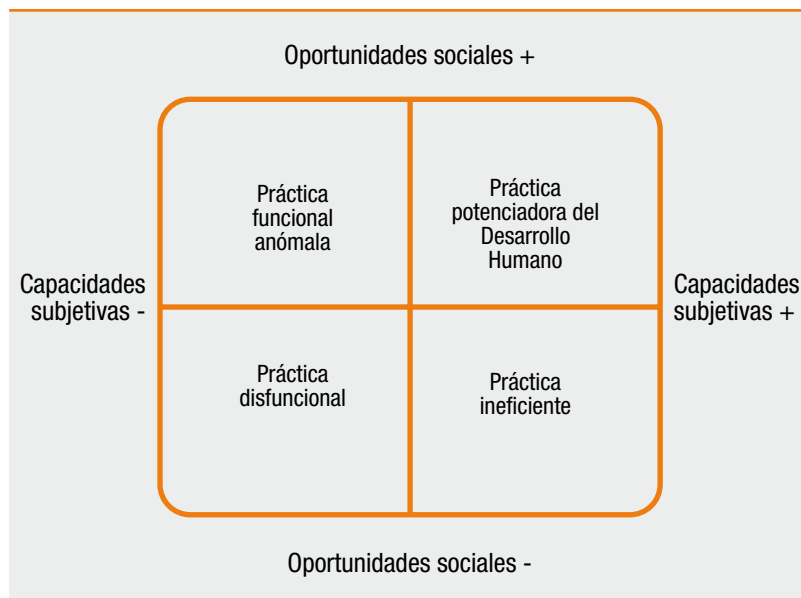 Oportunidades sociales +
Práctica
funcional
anómala
Práctica
potenciadora del
Desarrollo
Humano
Capacidades
subjetivas -
Capacidades
subjetivas +
Práctica
disfuncional
Práctica
ineficiente
Oportunidades sociales -